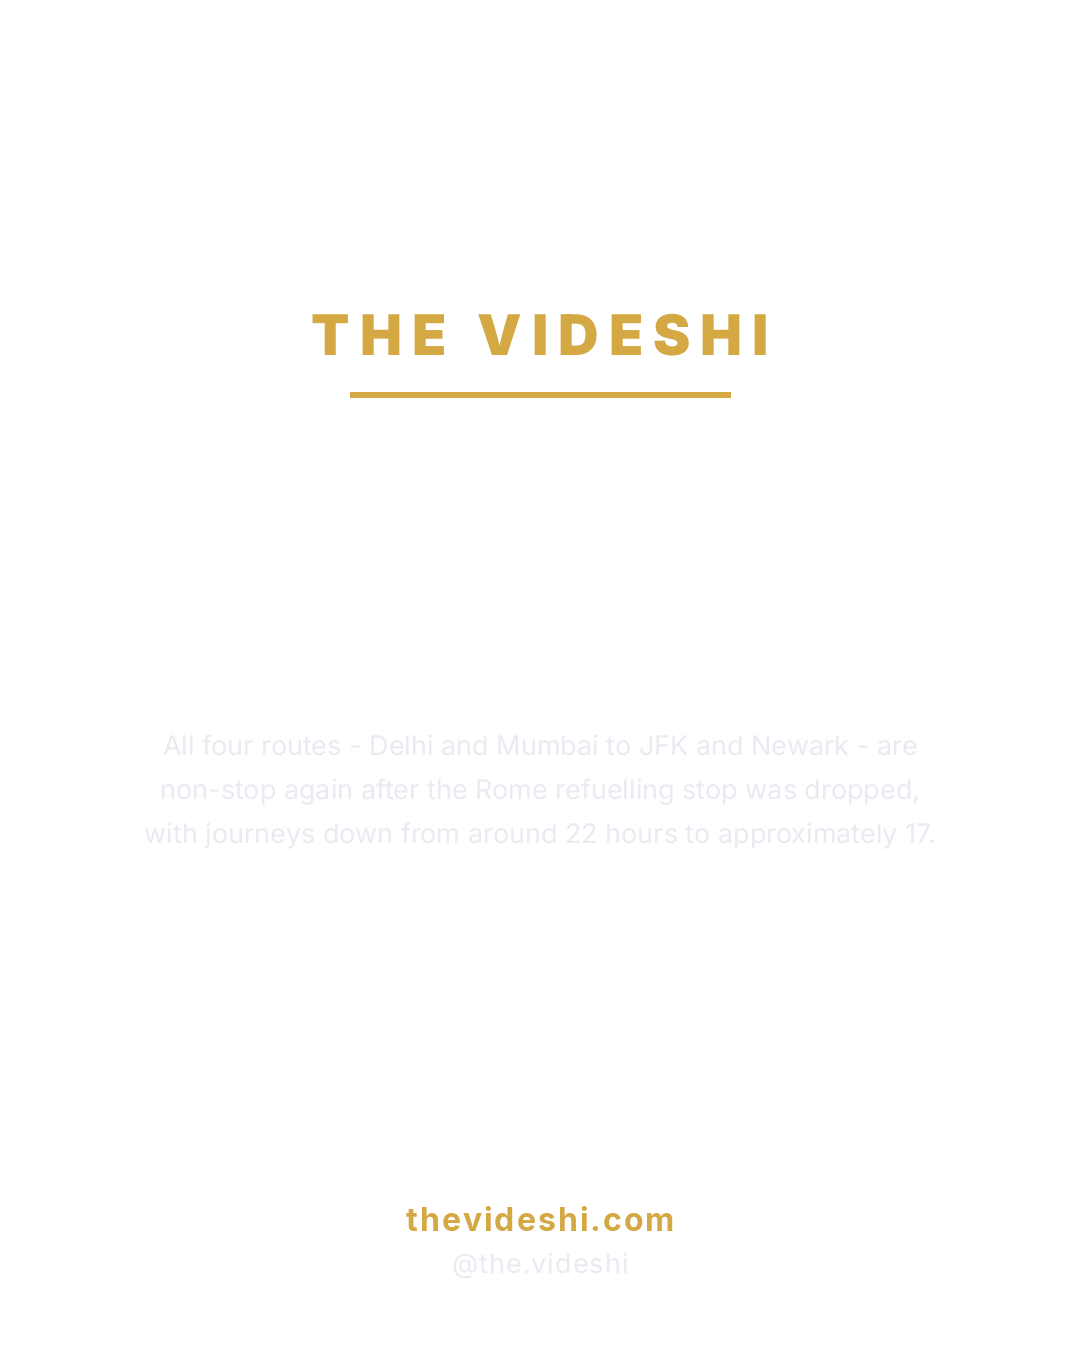 THE VIDESHI
All four routes - Delhi and Mumbai to JFK and Newark - are
non-stop again after the Rome refuelling stop was dropped,
with journeys down from around 22 hours to approximately 17.
thevideshi.com
@the.videshi